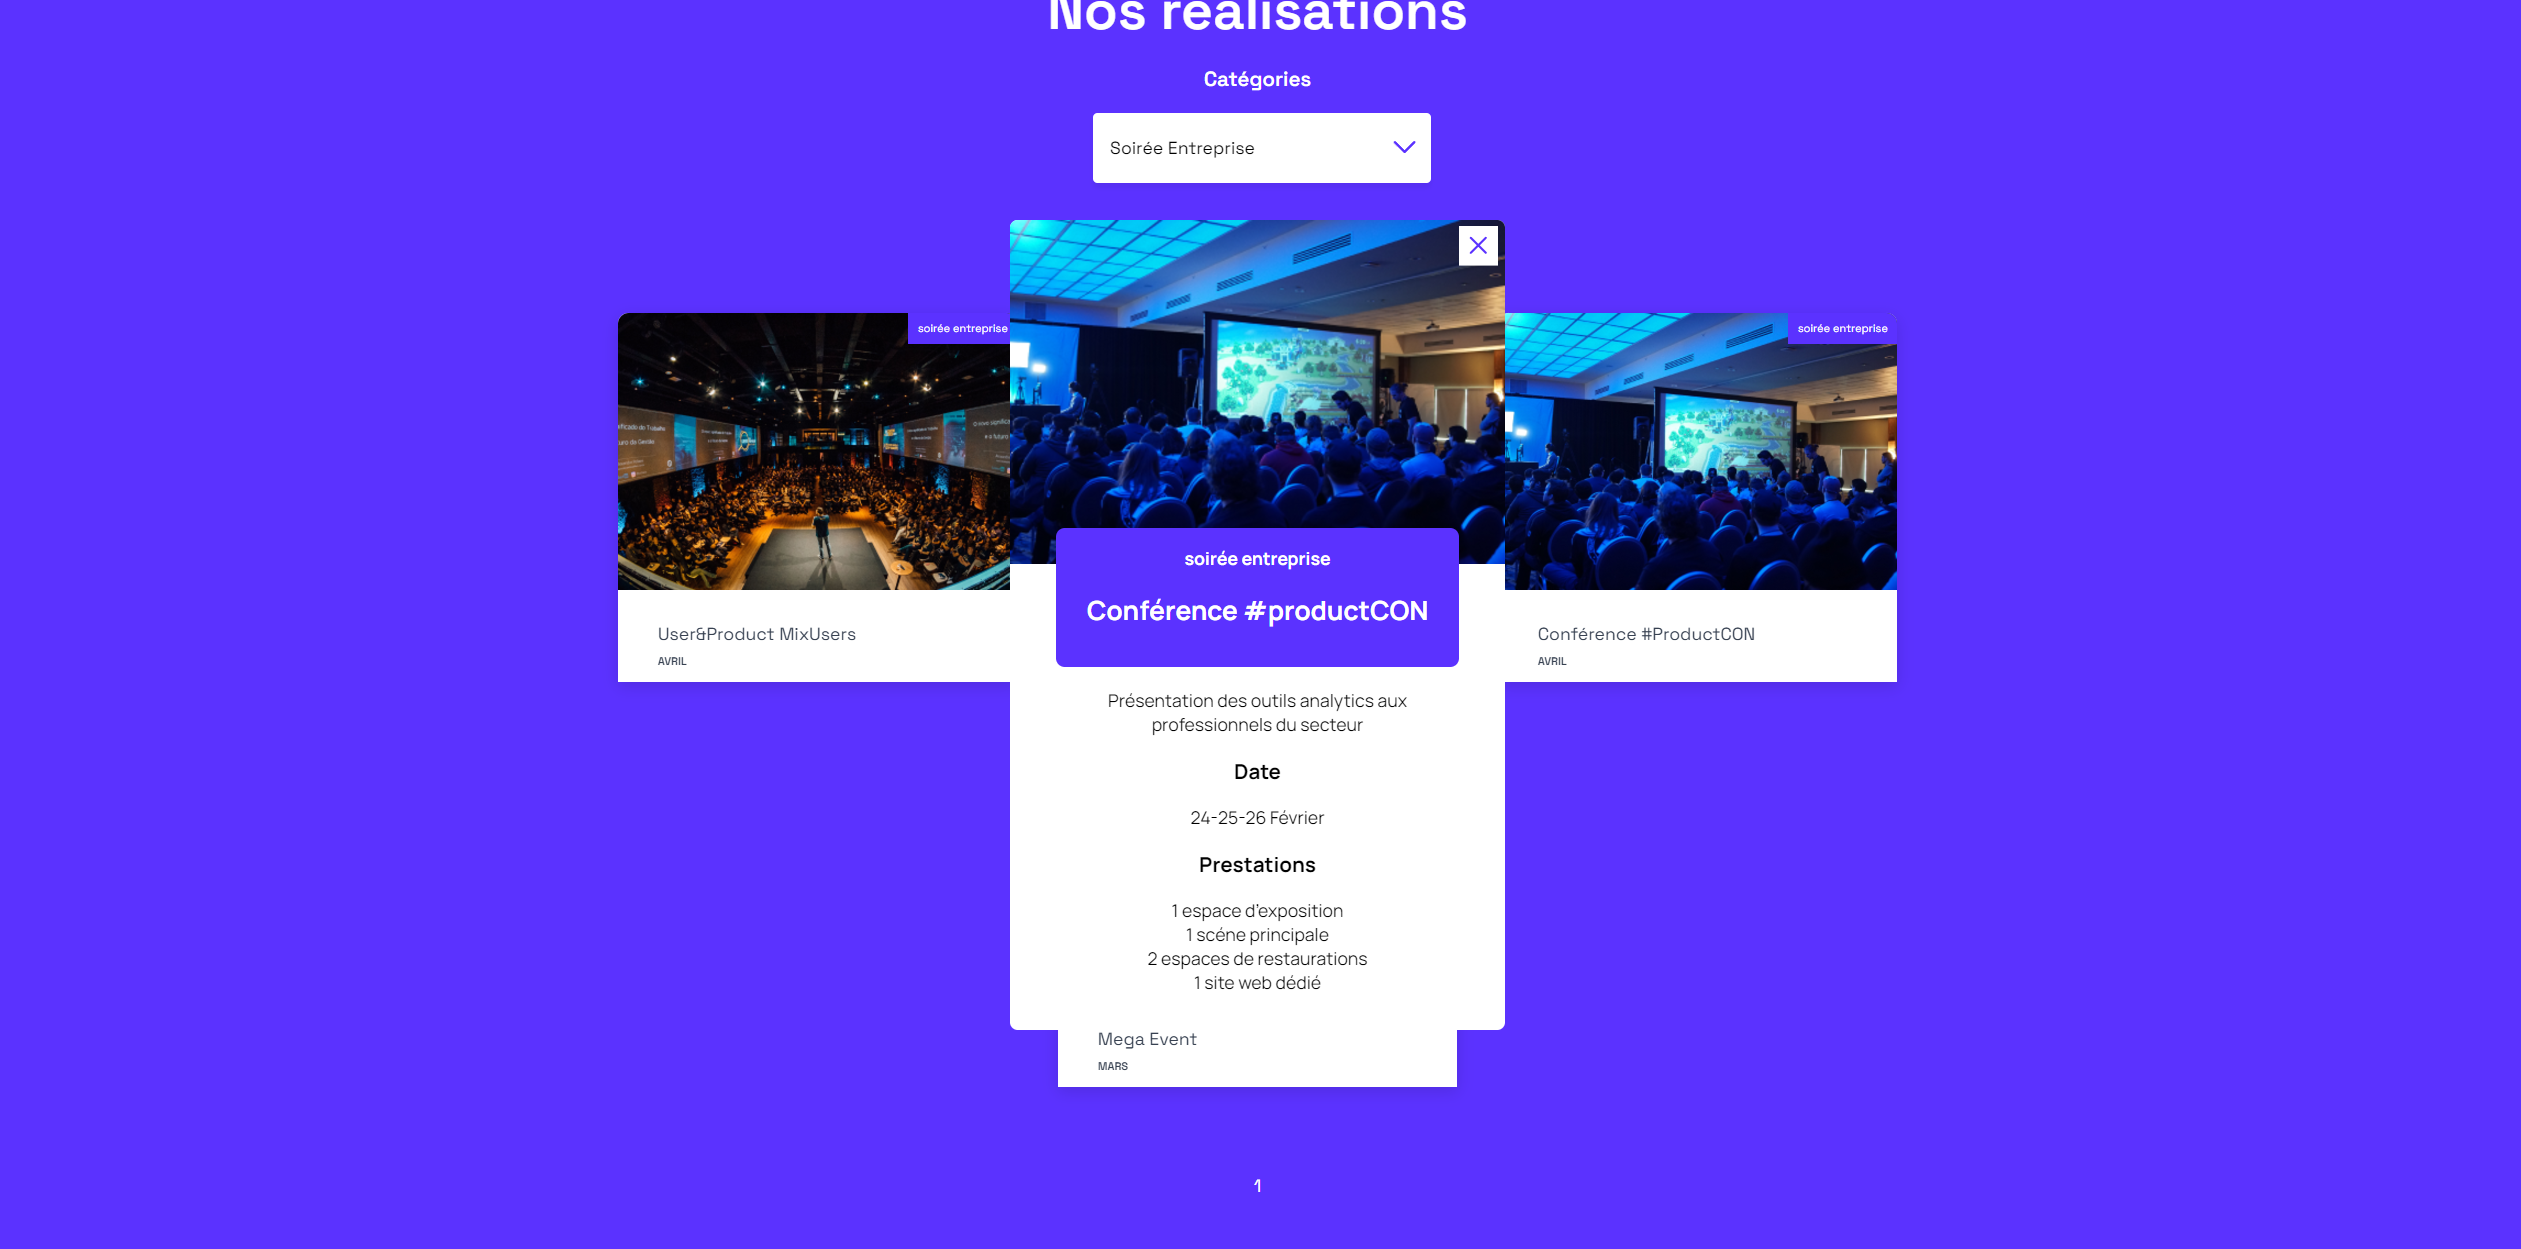 Nos réalisations
Catégories
Soirée Entreprise
soirée entreprise
User&Product MixUsers
AVRIL
soirée entreprise
Conférence #productCON
Présentation des outils analytics aux
professionnels du secteur
Date
24-25-26 Février
Prestations
1 espace d'exposition
1 scéne principale
2 espaces de restaurations
1 site web dédié
soirée entreprise
Conférence #ProductCON
AVRIL
Mega Event
MARS
1